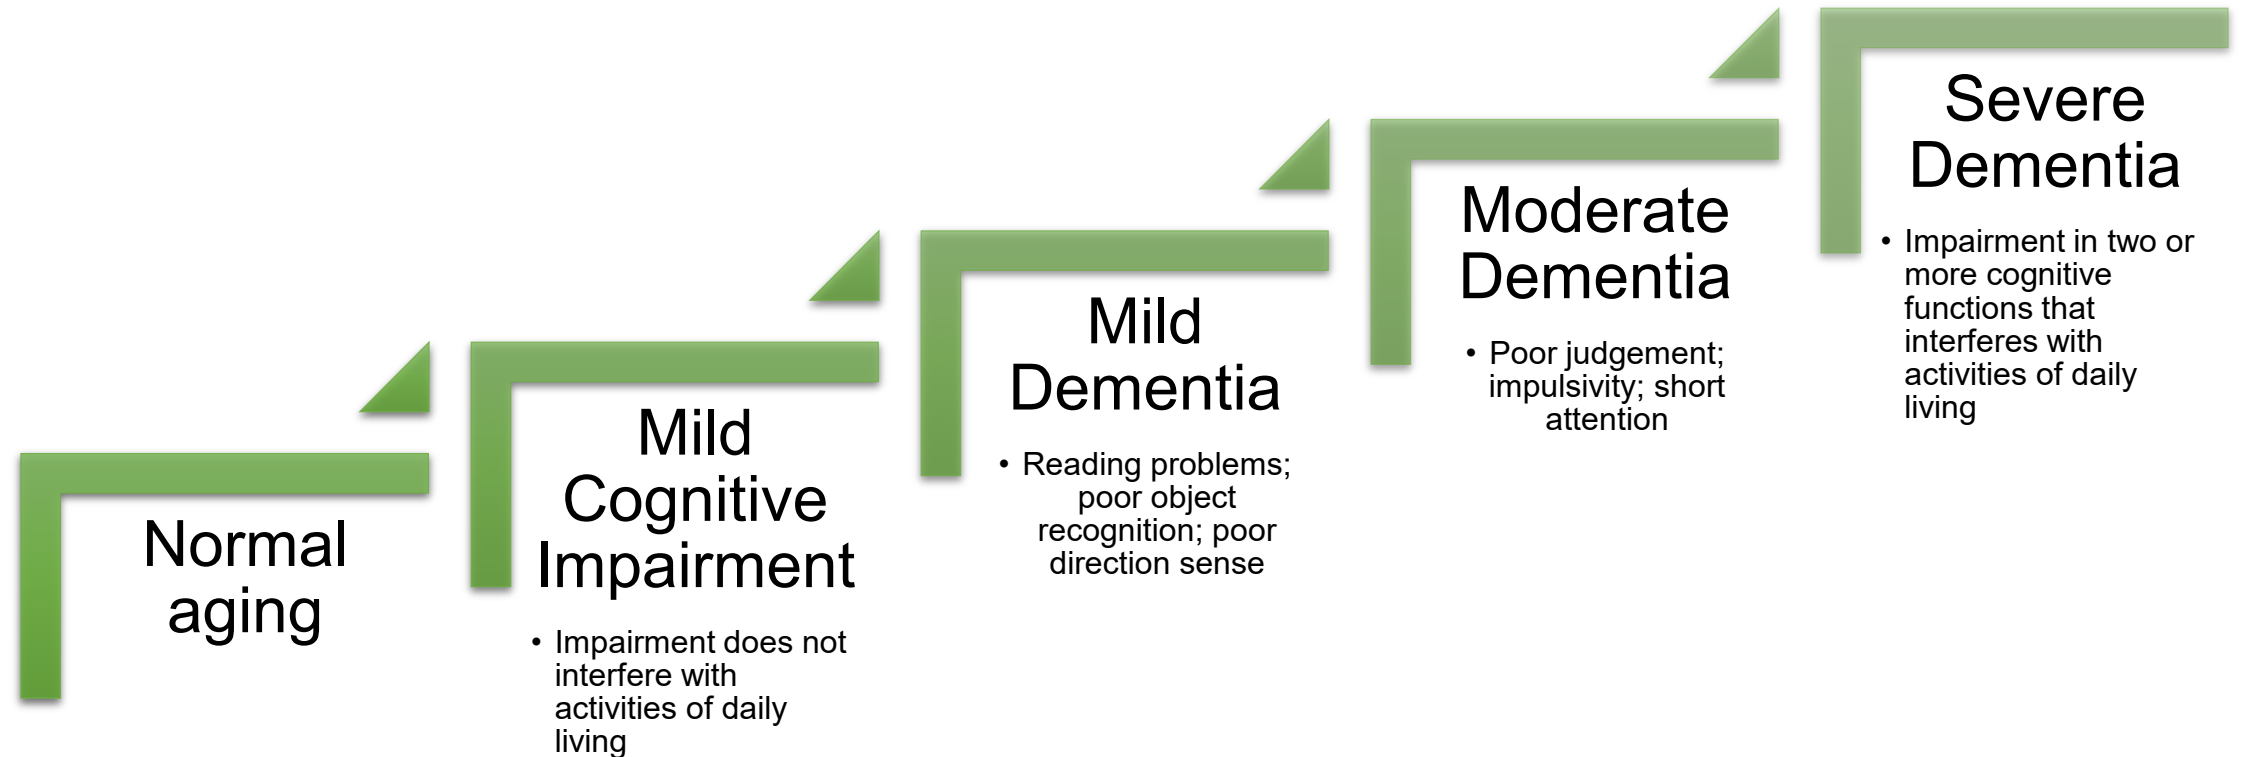 Normal
aging
Mild
Cognitive
Impairment
• Impairment does not
interfere with
activities of daily
living
Mild
Dementia
• Reading problems;
poor object
recognition; poor
direction sense
Moderate
Dementia
• Poor judgement;
impulsivity; short
attention
Severe
Dementia
• Impairment in two or
more cognitive
functions that
interferes with
activities of daily
living